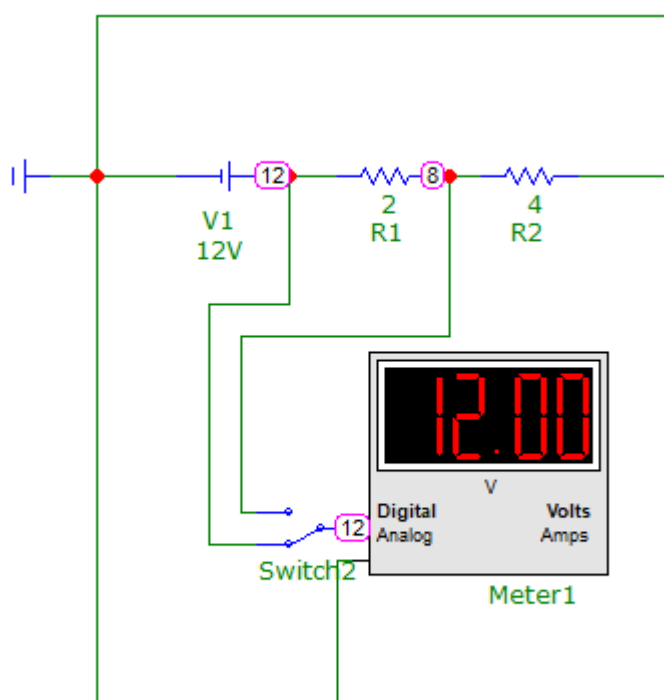 12
8
2
4
V1
R1
R2
12V
12.00
V
Digital Volts
12
Analog Amps
Switch2
Meter1